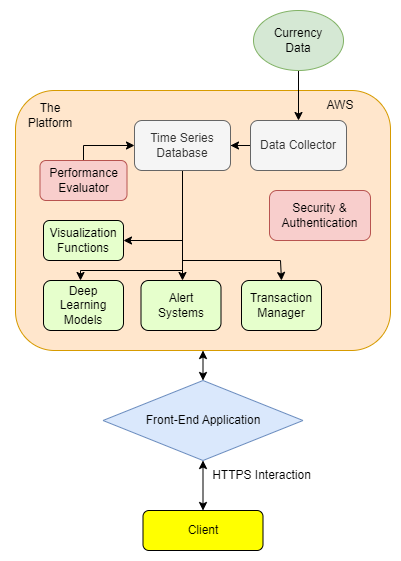 Currency
Data
The
Platform
AWS
Time Series
Database
Data Collector
Performance
Evaluator
Security &
Authentication
Visualization
Functions
Deep
Learning
Models
Alert
Systems
Transaction
Manager
Front-End Application
HTTPS Interaction
Client